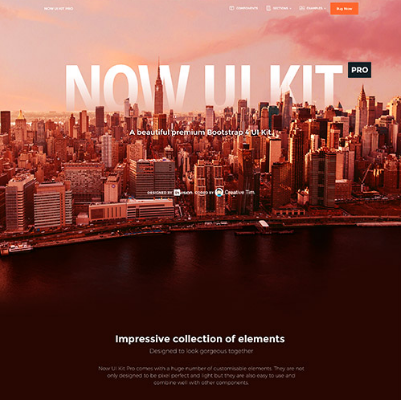 NOW UI KIT PRO
COMPONENTS SECTIONS EXAMPLES Buy Now
NOW UI KIT
PRO
A beautiful premium Bootstrap 4 UI Kit.
DESIGNED BY CODED BY Creative Tim.
Impressive collection of elements
Designed to look gorgeous together
Now UI Kit Pro comes with a huge number of customisable elements. They are not
only designed to be pixel perfect and light but they are also easy to use and
combine well with other components.